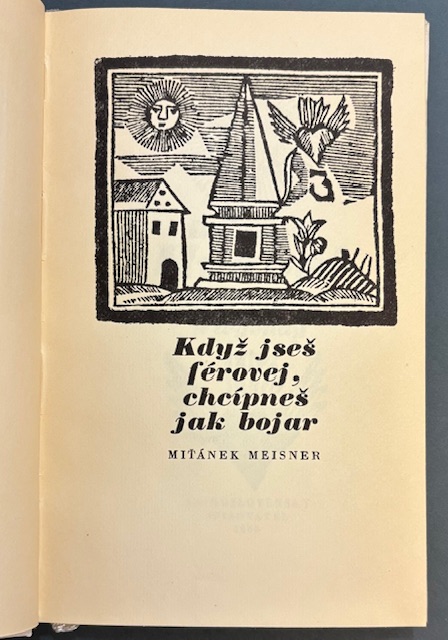 Když jseš
férovej,
chcípneš
jak bojar
MIŤÁNEK MEISNER